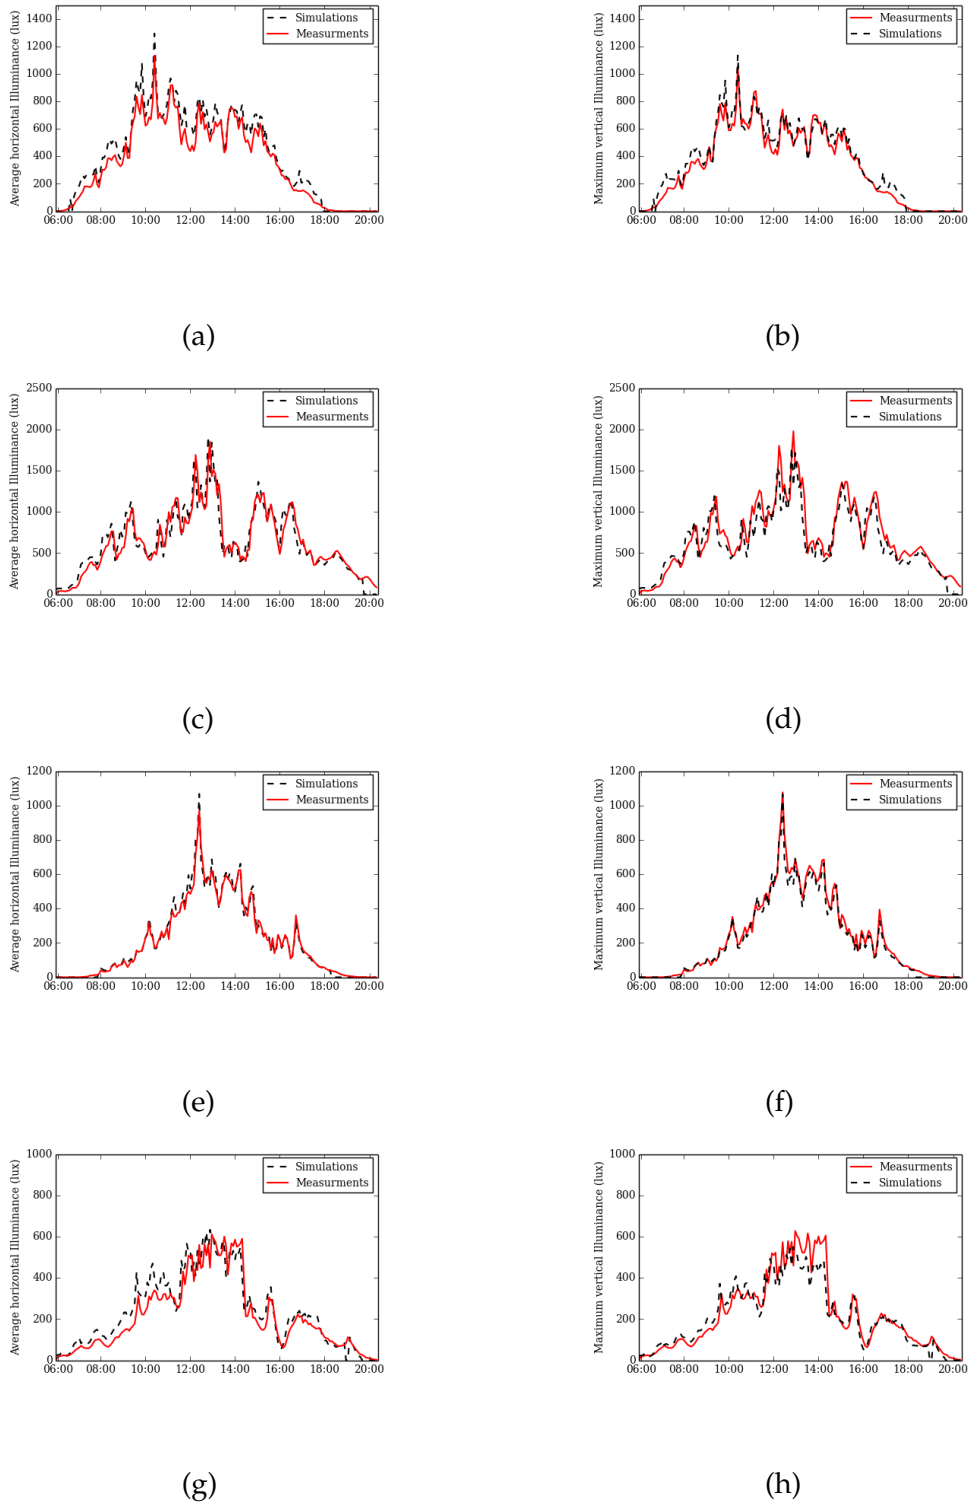 Average horizontal Illuminance (lux)
1400
1200
1000
800
600
400
200
0
06:00 08:00 10:00 12:00 14:00 16:00 18:00 20:00
Simulations
Measurments
(a)
Maximum vertical Illuminance (lux)
1400
1200
1000
800
600
400
200
0
06:00 08:00 10:00 12:00 14:00 16:00 18:00 20:00
Measurments
Simulations
(b)
Average horizontal Illuminance (lux)
2500
2000
1500
1000
500
0
06:00 08:00 10:00 12:00 14:00 16:00 18:00 20:00
Simulations
Measurments
(c)
Maximum vertical Illuminance (lux)
2500
2000
1500
1000
500
0
06:00 08:00 10:00 12:00 14:00 16:00 18:00 20:00
Measurments
Simulations
(d)
Average horizontal Illuminance (lux)
1200
1000
800
600
400
200
0
06:00 08:00 10:00 12:00 14:00 16:00 18:00 20:00
Simulations
Measurments
(e)
Maximum vertical Illuminance (lux)
1200
1000
800
600
400
200
0
06:00 08:00 10:00 12:00 14:00 16:00 18:00 20:00
Measurments
Simulations
(f)
Average horizontal Illuminance (lux)
1000
800
600
400
200
0
06:00 08:00 10:00 12:00 14:00 16:00 18:00 20:00
Simulations
Measurments
(g)
Maximum vertical Illuminance (lux)
1000
800
600
400
200
0
06:00 08:00 10:00 12:00 14:00 16:00 18:00 20:00
Measurments
Simulations
(h)